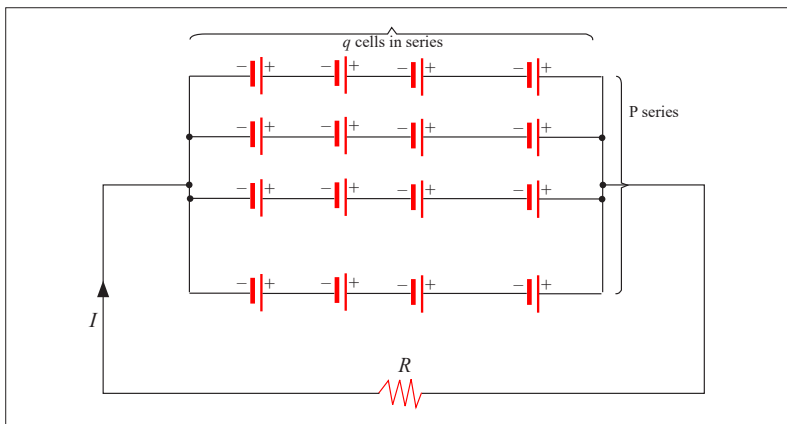 q cells in series
− + − + − + − +
P series
− + − + − + − +
− + − + − + − +
− + − + − + − +
I
R